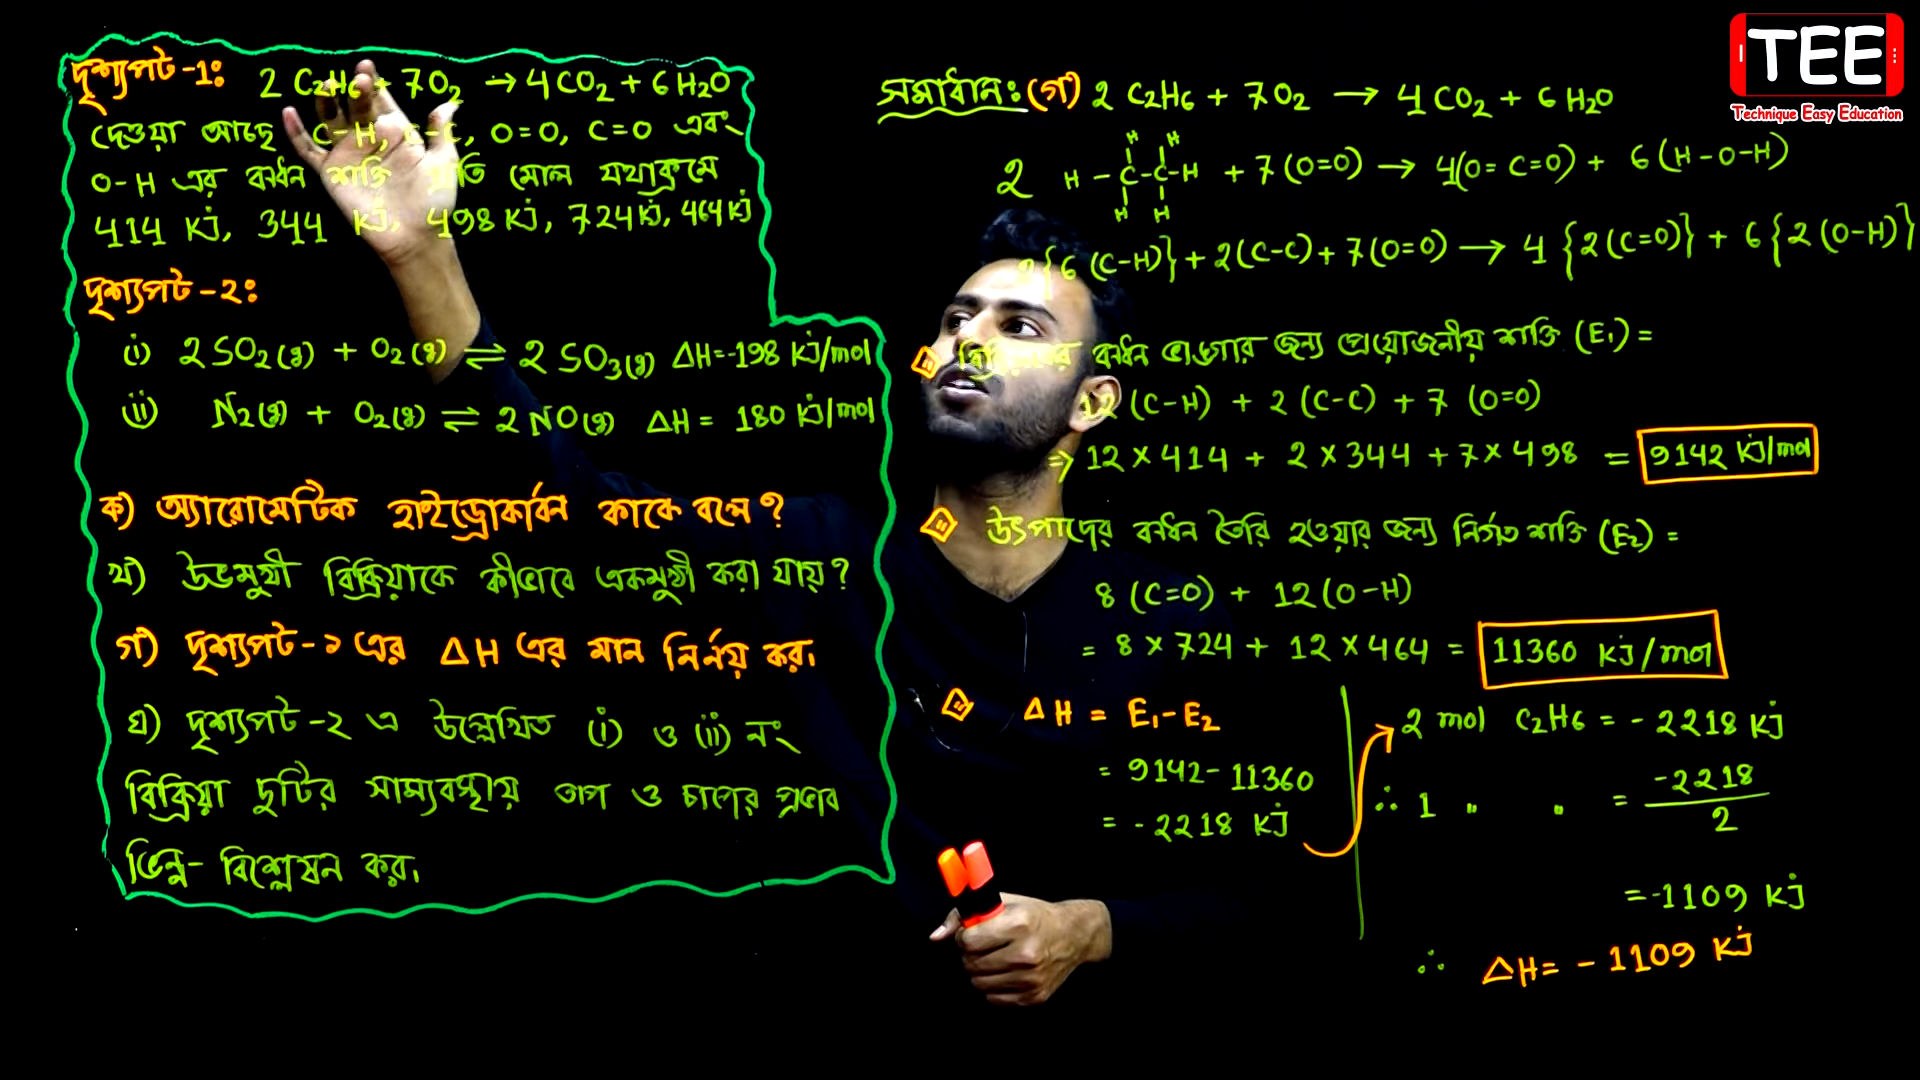 দৃশ্যপট-1: 2 C2H6 + 7O2 → 4CO2 + 6H2O
দেওয়া আছে C-H, C-C, O=O, C=O এবং
O-H এর বন্ধন শক্তি প্রতি মোল যথাক্রমে
414 KJ, 344 KJ, 498 KJ, 724 KJ, 464 KJ
দৃশ্যপট-২:
(i) 2SO2(g) + O2(g) ⇌ 2SO3(g) ΔH=-198 KJ/mol
(ii) N2(g) + O2(g) ⇌ 2NO(g) ΔH = 180 KJ/mol
ক) অ্যারোমেটিক হাইড্রোকার্বন কাকে বলে?
খ) উভমুখী বিক্রিয়াকে কীভাবে একমুখী করা যায়?
গ) দৃশ্যপট-১ এর ΔH এর মান নির্নয় কর।
ঘ) দৃশ্যপট-২ এ উল্লেখিত (i) ও (ii) নং
বিক্রিয়া দুটির সাম্যবস্থায় তাপ ও চাপের প্রভাব
ভিন্ন- বিশ্লেষন কর।
TEE
Technique Easy Education
সমাধান: (গ) 2 C2H6 + 7O2 → 4CO2 + 6H2O
H H
2 H-C-C-H + 7(O=O) → 4(O=C=O) + 6(H-O-H)
H H
2{6(C-H)} + 2(C-C) + 7(O=O) → 4{2(C=O)} + 6{2(O-H)}
বিক্রিয়কের বন্ধন ভাঙ্গার জন্য প্রয়োজনীয় শক্তি (E1) =
12(C-H) + 2(C-C) + 7(O=O)
⇒ 12×414 + 2×344 + 7×498 = 9142 KJ/mol
উৎপাদের বন্ধন তৈরি হওয়ার জন্য নির্গত শক্তি (E2) =
8(C=O) + 12(O-H)
= 8×724 + 12×464 = 11360 KJ/mol
ΔH = E1-E2
= 9142-11360
= -2218 KJ
2 mol C2H6 = -2218 KJ
∴ 1 " " = -2218/2
=-1109 KJ
∴ ΔH= -1109 KJ